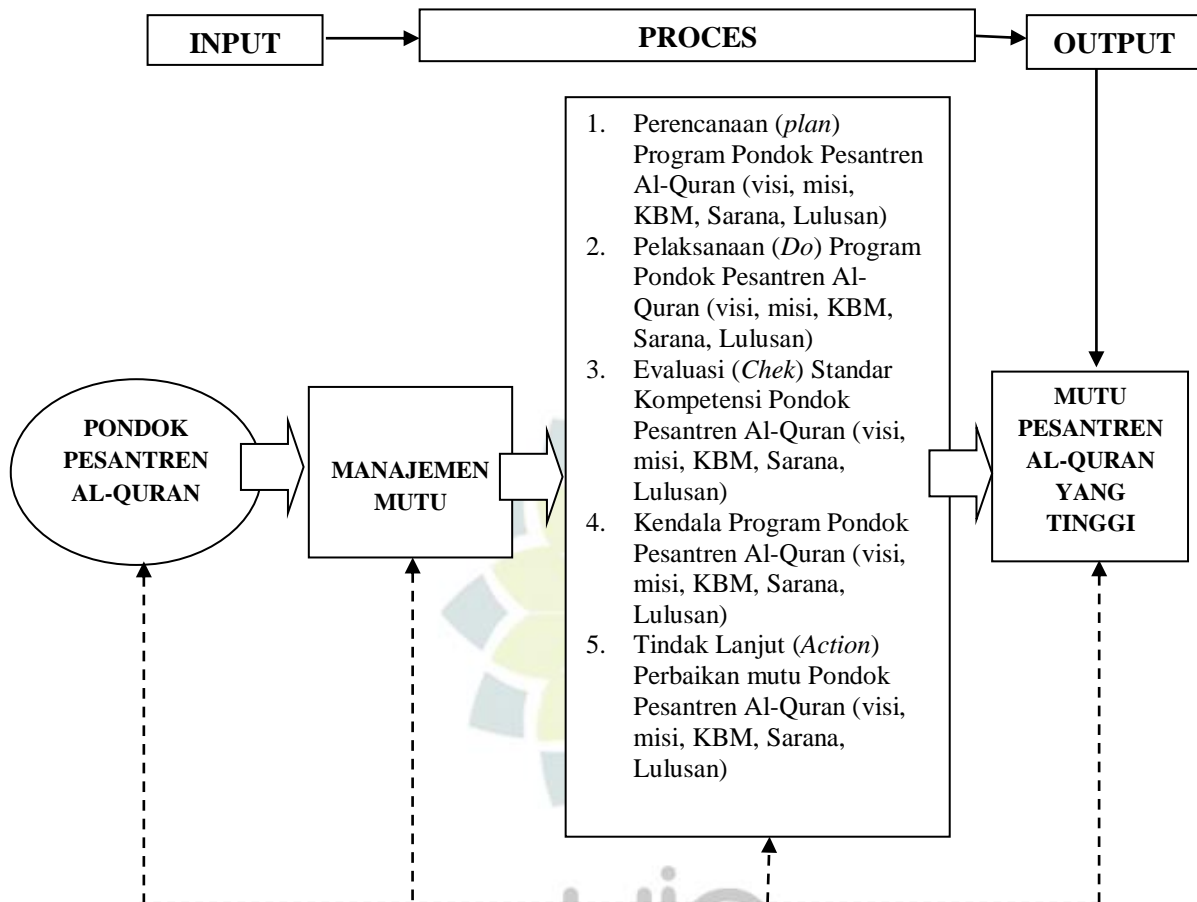 INPUT
PROCES
OUTPUT
PONDOK
PESANTREN
AL-QURAN
MANAJEMEN
MUTU
1. Perencanaan (plan)
Program Pondok Pesantren
Al-Quran (visi, misi,
KBM, Sarana, Lulusan)
2. Pelaksanaan (Do) Program
Pondok Pesantren Al-
Quran (visi, misi, KBM,
Sarana, Lulusan)
3. Evaluasi (Chek) Standar
Kompetensi Pondok
Pesantren Al-Quran (visi,
misi, KBM, Sarana,
Lulusan)
4. Kendala Program Pondok
Pesantren Al-Quran (visi,
misi, KBM, Sarana,
Lulusan)
5. Tindak Lanjut (Action)
Perbaikan mutu Pondok
Pesantren Al-Quran (visi,
misi, KBM, Sarana,
Lulusan)
MUTU
PESANTREN
AL-QURAN
YANG
TINGGI